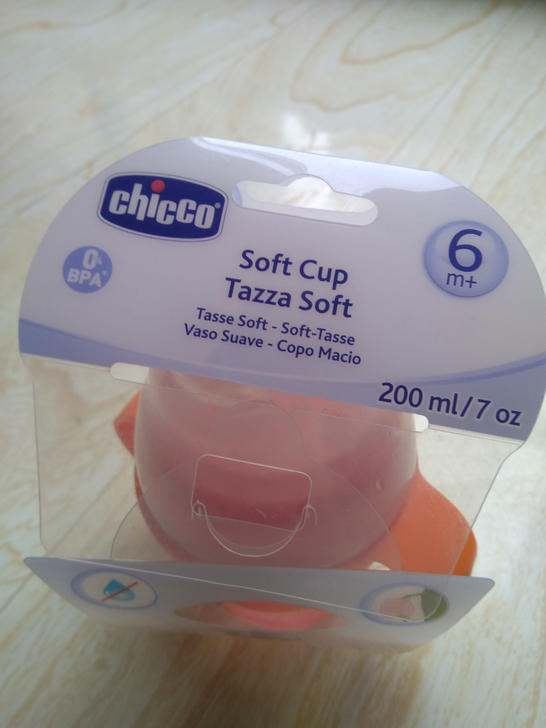 chicco
0%
BPA*
6
m+
Soft Cup
Tazza Soft
Tasse Soft - Soft-Tasse
Vaso Suave - Copo Macio
200 ml/7 oz